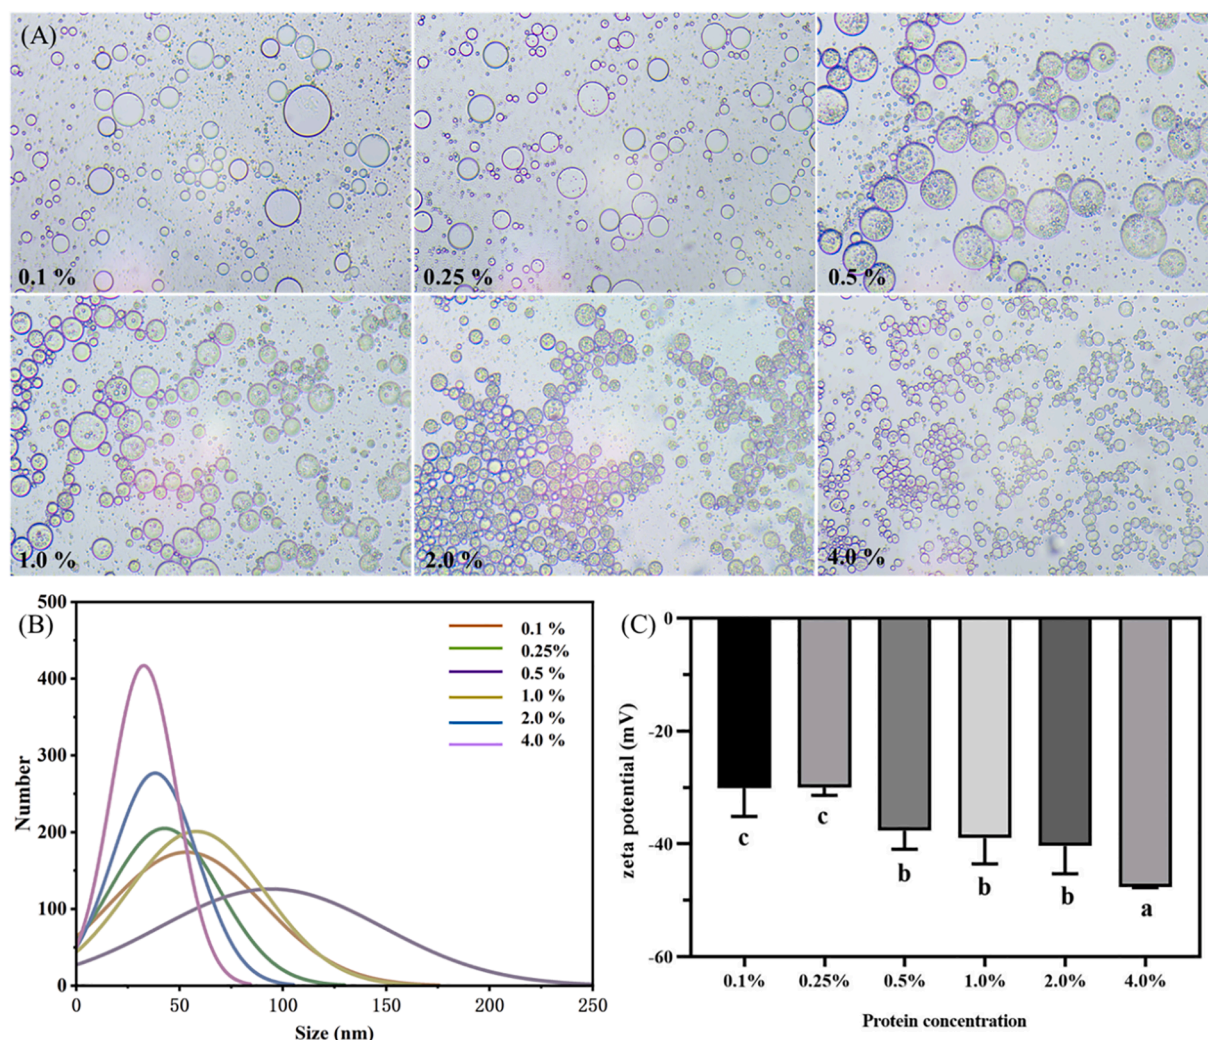 (A)
0.1 %
0.25 %
0.5 %
1.0 %
2.0 %
4.0 %
(B)
500
400
300
200
100
0
Number
0
50
100
150
200
250
Size (nm)
0.1 %
0.25%
0.5 %
1.0 %
2.0 %
4.0 %
(C)
0
-20
-40
-60
zeta potential (mV)
c
c
b
b
b
a
0.1%
0.25%
0.5%
1.0%
2.0%
4.0%
Protein concentration